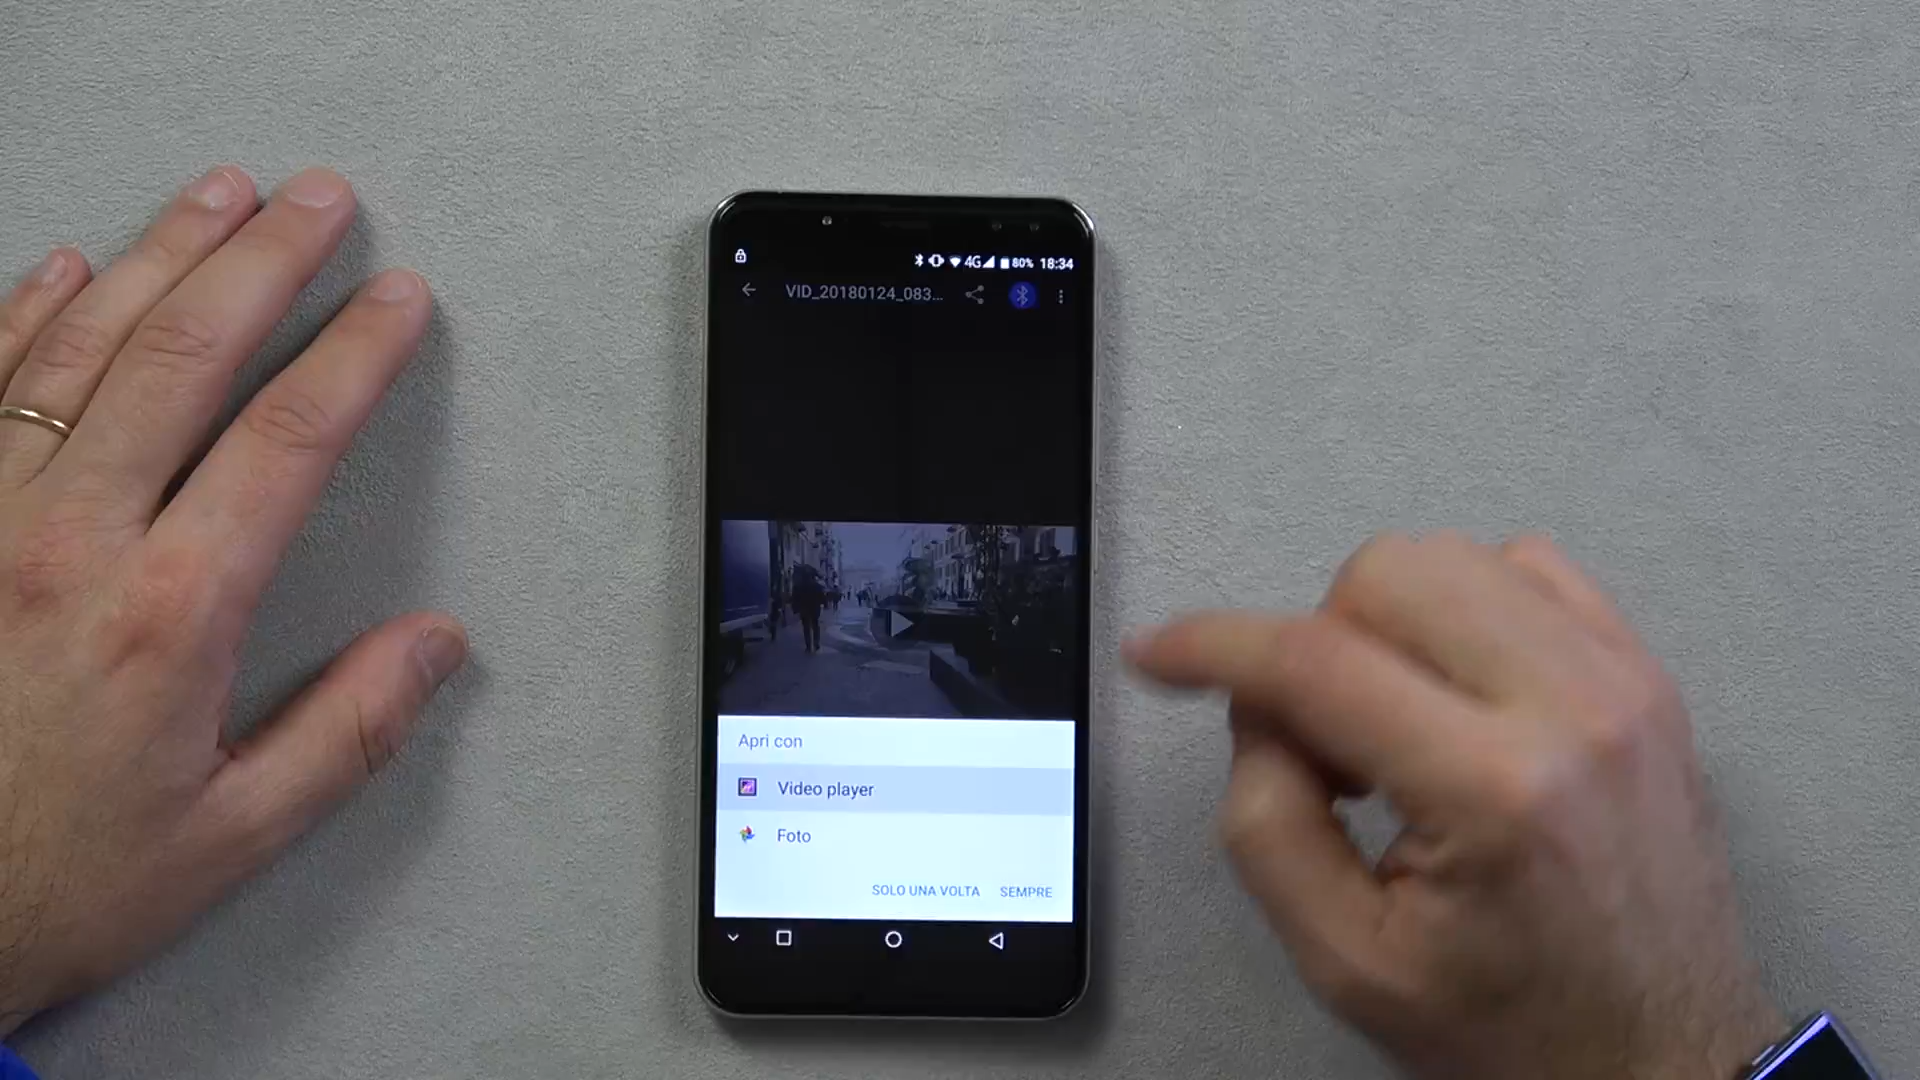 4G 80% 18:34
VID_20180124_083...
Apri con
Video player
Foto
SOLO UNA VOLTA SEMPRE